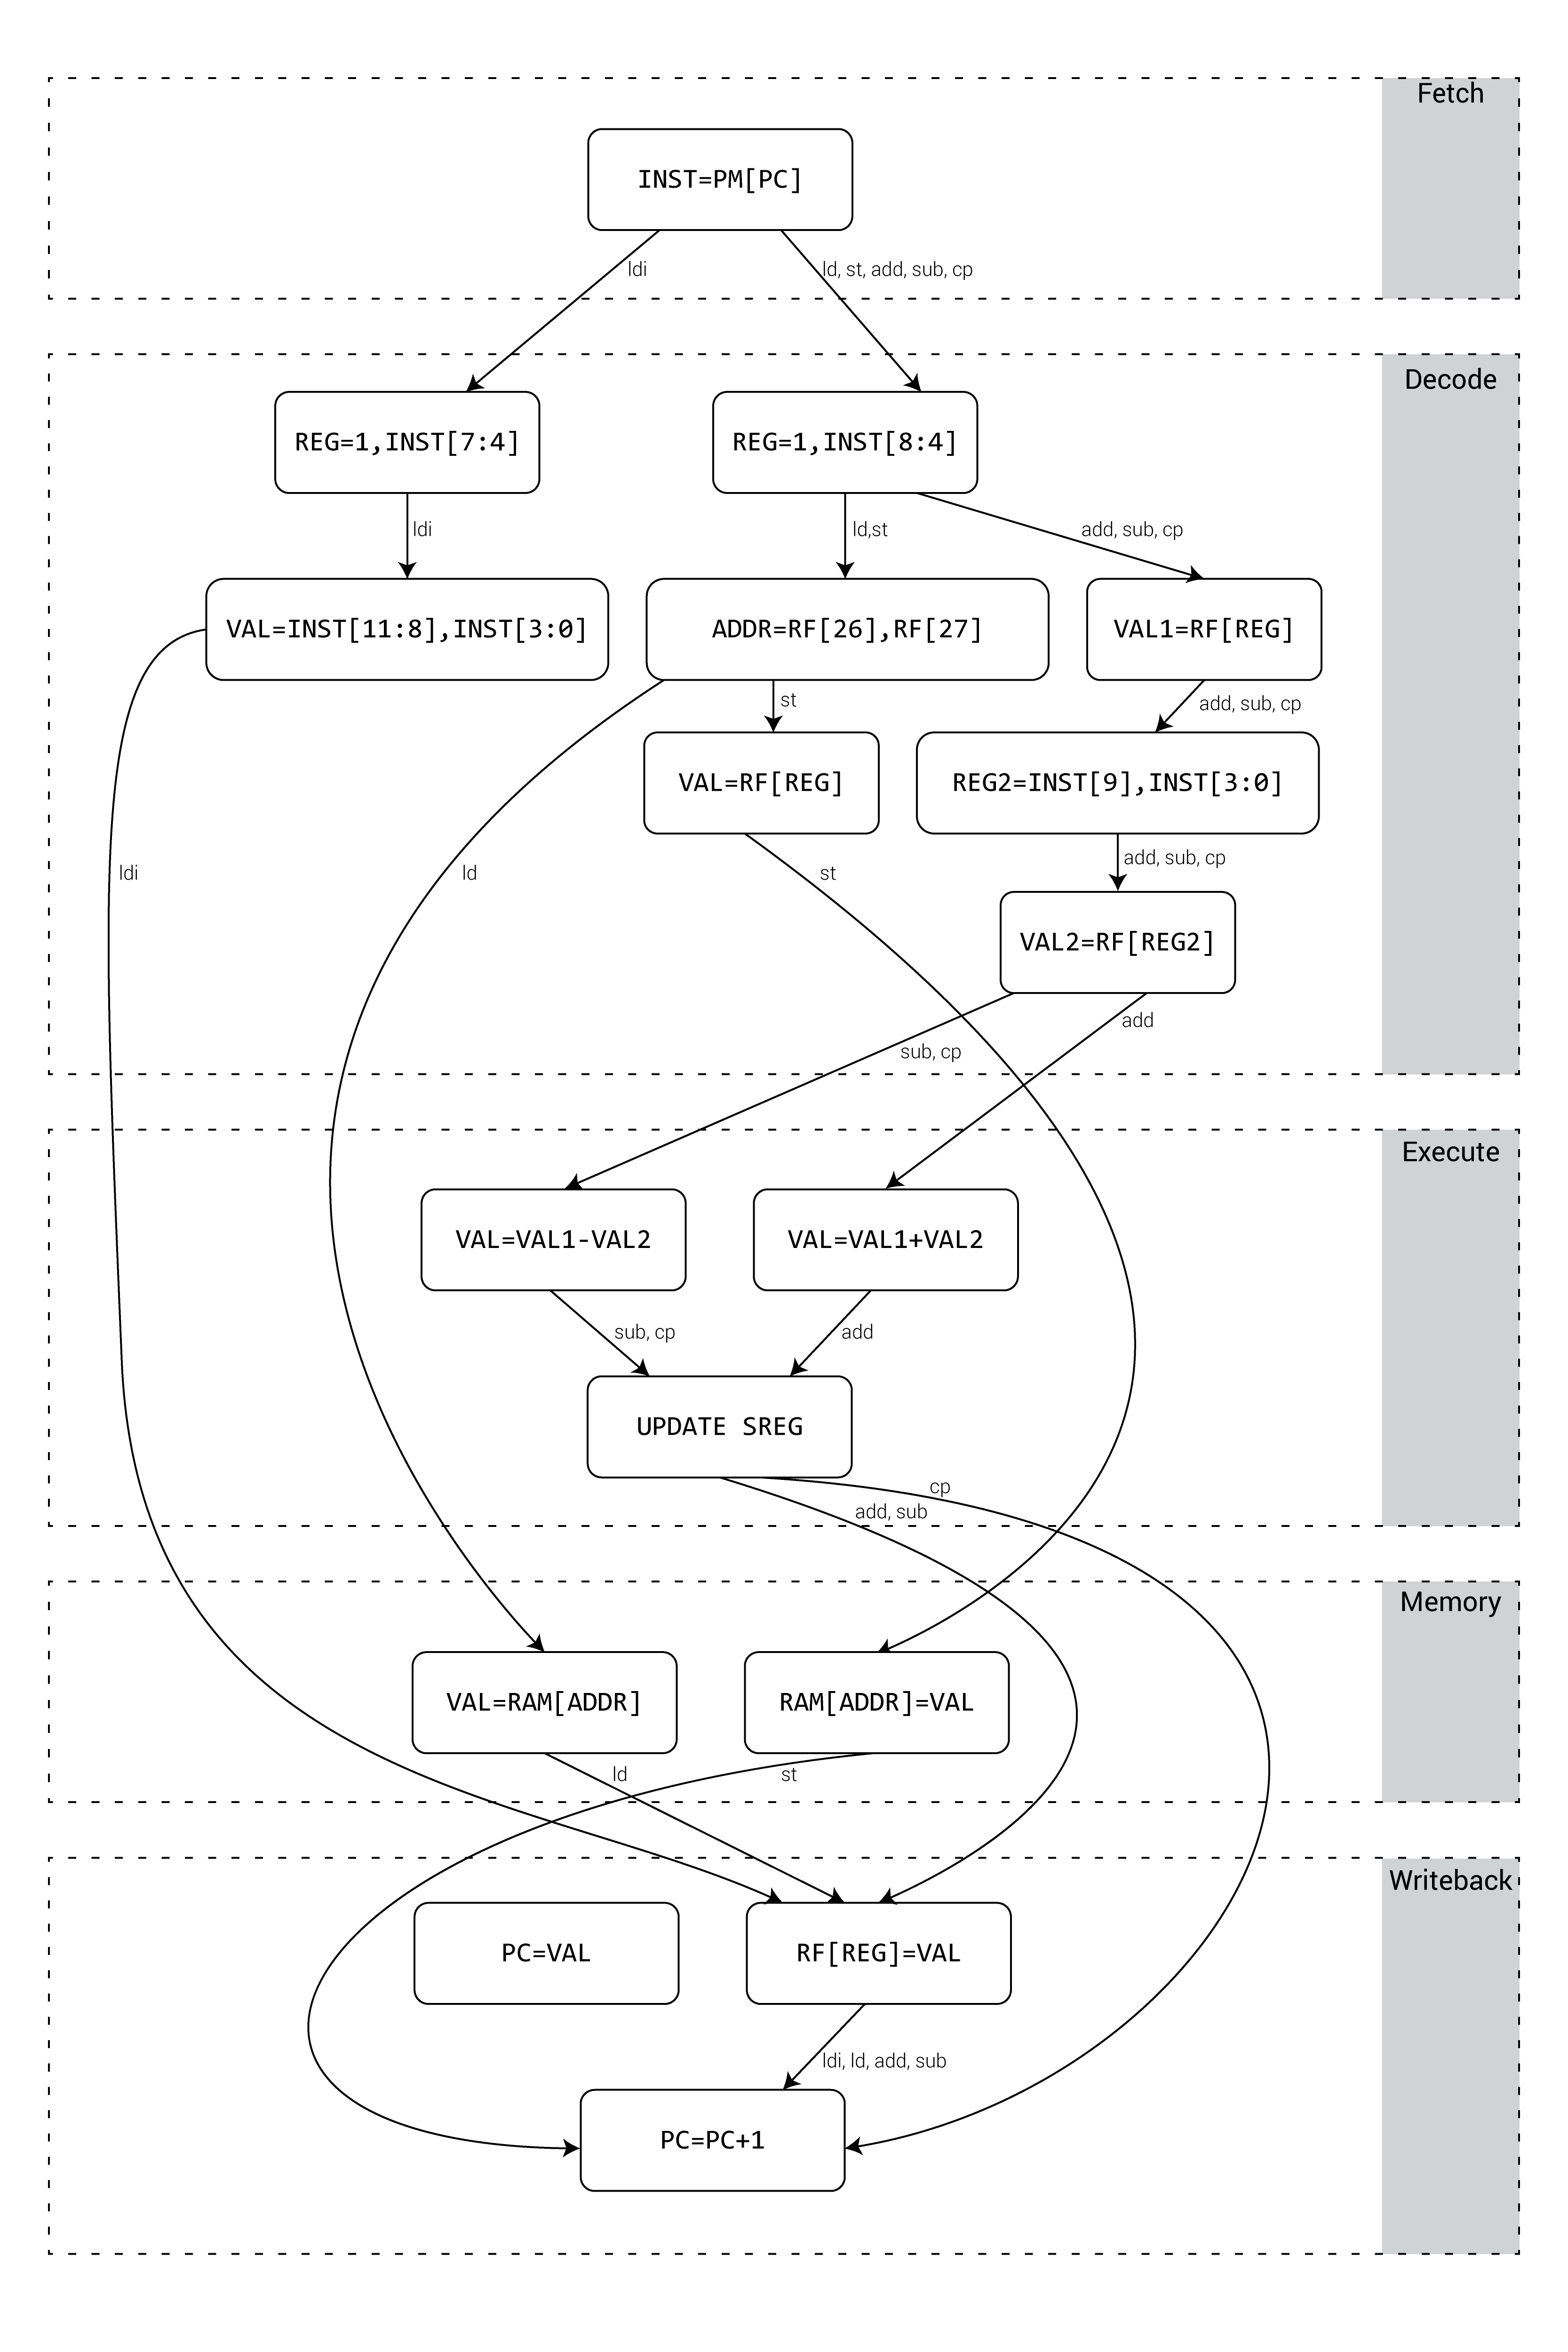 Fetch
INST=PM[PC]
ldi
ld, st, add, sub, cp
Decode
REG=1,INST[7:4]
REG=1,INST[8:4]
ldi
ld,st
add, sub, cp
VAL=INST[11:8],INST[3:0]
ADDR=RF[26],RF[27]
VAL1=RF[REG]
st
add, sub, cp
VAL=RF[REG]
REG2=INST[9],INST[3:0]
ldi
ld
st
add, sub, cp
VAL2=RF[REG2]
sub, cp
add
Execute
VAL=VAL1-VAL2
VAL=VAL1+VAL2
sub, cp
add
UPDATE SREG
cp
add, sub
Memory
VAL=RAM[ADDR]
RAM[ADDR]=VAL
ld
st
Writeback
PC=VAL
RF[REG]=VAL
ldi, ld, add, sub
PC=PC+1